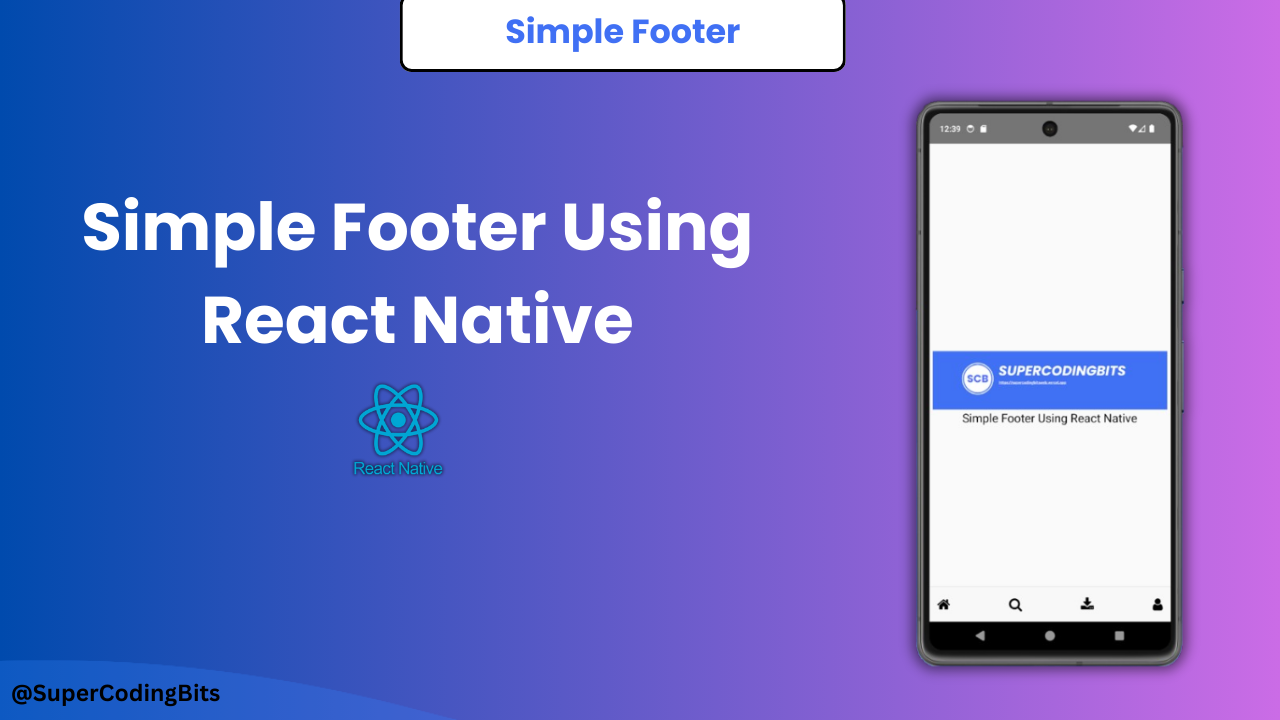 Simple Footer
Simple Footer Using
React Native
React Native
12:39
SCB
SUPERCODINGBITS
Simple Footer Using React Native
@SuperCodingBits